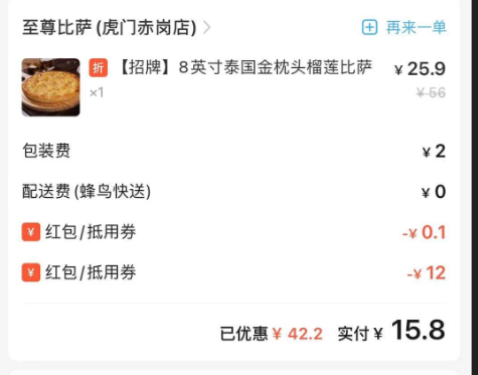 至尊比萨(虎门赤岗店) 再来一单
折 【招牌】8英寸泰国金枕头榴莲比萨 ¥25.9
×1 ¥56
包装费 ¥2
配送费(蜂鸟快送) ¥0
¥ 红包/抵用券 -¥0.1
¥ 红包/抵用券 -¥12
已优惠¥42.2 实付¥15.8